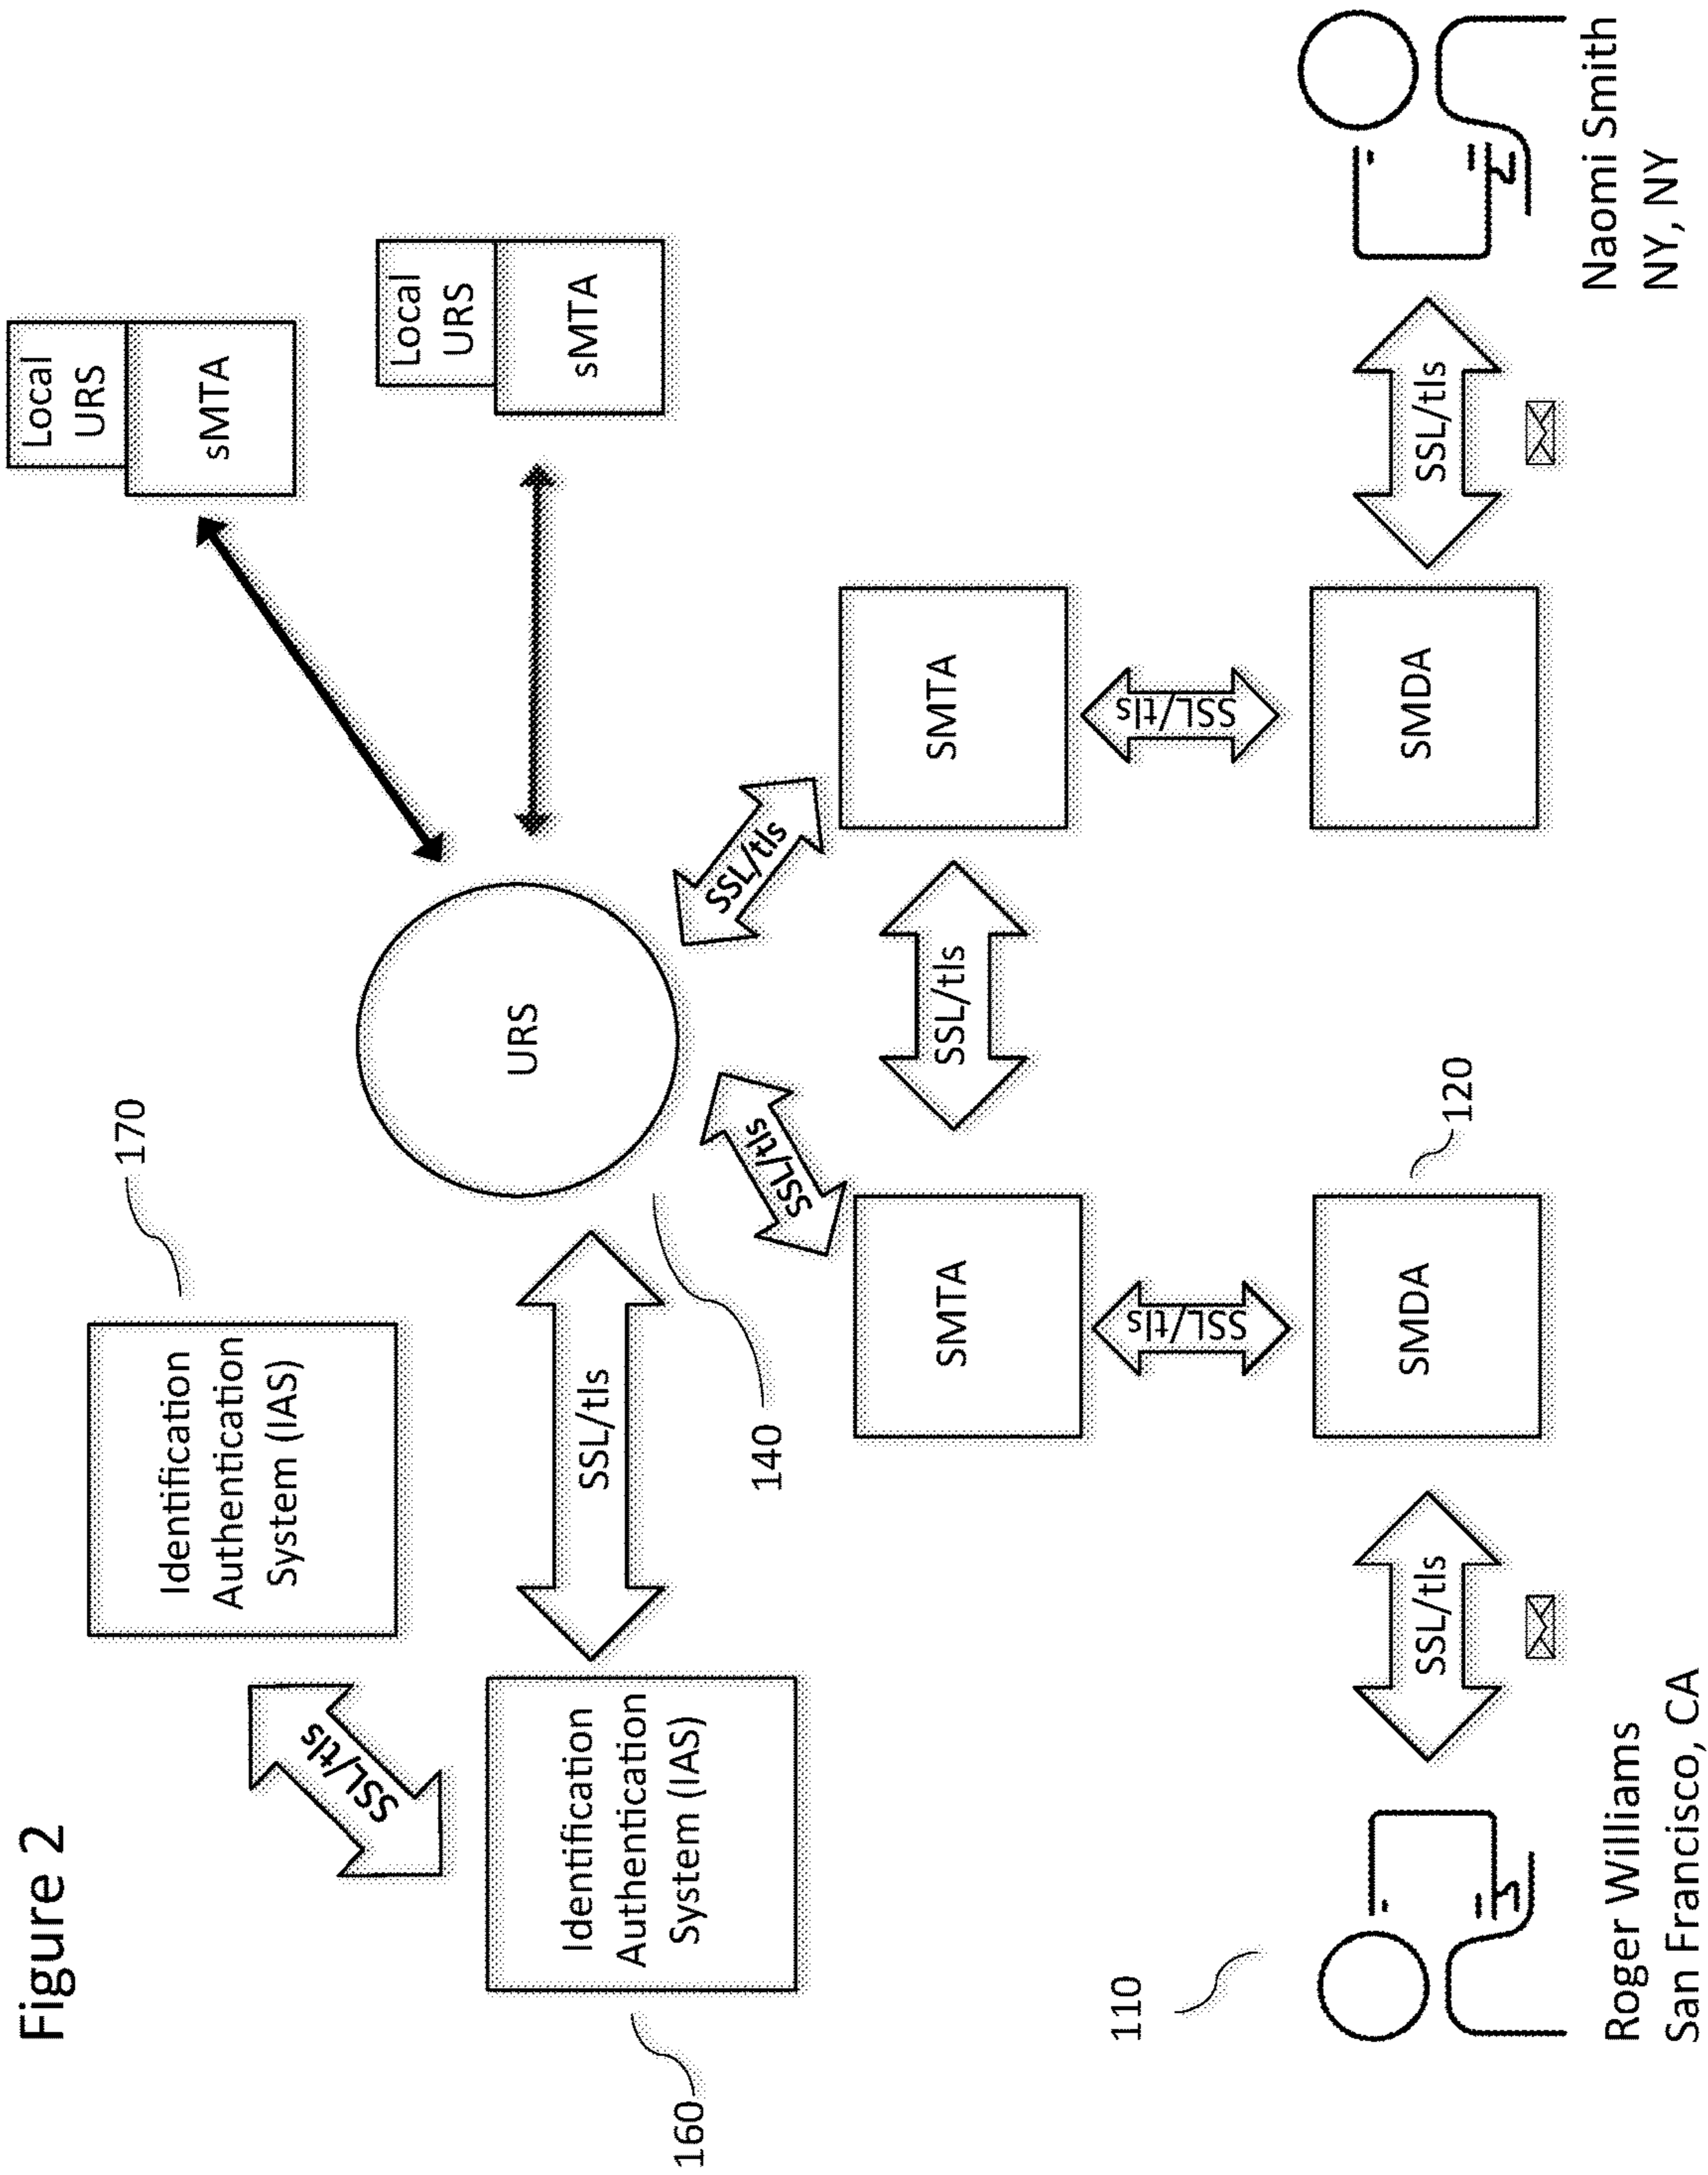 Figure 2
170
Identification
Authentication
System (IAS)
Local
URS
sMTA
SSL/tls
Local
URS
sMTA
160
Identification
Authentication
System (IAS)
SSL/tls
140
URS
SSL/tls
SSL/tls
SMTA
SSL/tls
SMTA
SSL/tls
SSL/tls
110
120
SSL/tls
SMDA
SMDA
SSL/tls
Roger Williams
San Francisco, CA
Naomi Smith
NY, NY